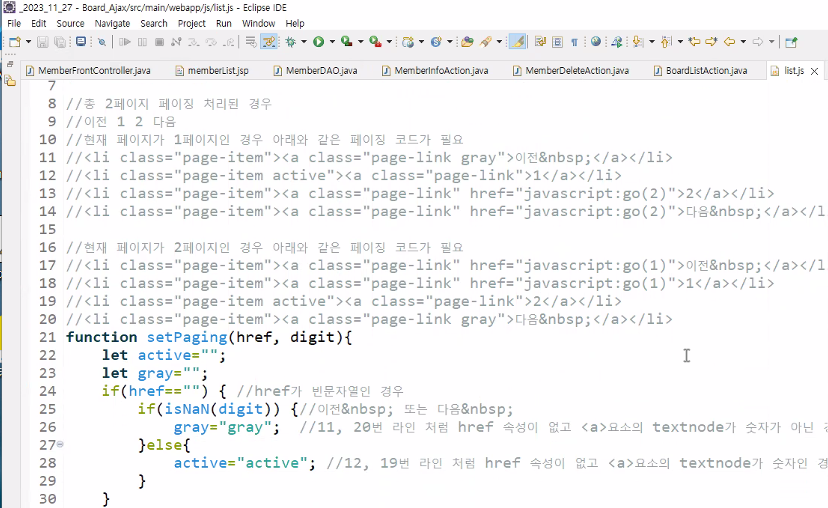 _2023_11_27 - Board_Ajax/src/main/webapp/js/list.js - Eclipse IDE
File Edit Source Navigate Search Project Run Window Help
MemberFrontController.java memberList.jsp MemberDAO.java MemberInfoAction.java MemberDeleteAction.java BoardListAction.java list.js
7
8 //총 2페이지 페이징 처리된 경우
9 //이전 1 2 다음
10 //현재 페이지가 1페이지인 경우 아래와 같은 페이징 코드가 필요
11 //<li class="page-item"><a class="page-link gray">이전&nbsp;</a></li>
12 //<li class="page-item active"><a class="page-link">1</a></li>
13 //<li class="page-item"><a class="page-link" href="javascript:go(2)">2</a></li>
14 //<li class="page-item"><a class="page-link" href="javascript:go(2)">다음&nbsp;</a></l
15
16 //현재 페이지가 2페이지인 경우 아래와 같은 페이징 코드가 필요
17 //<li class="page-item"><a class="page-link" href="javascript:go(1)">이전&nbsp;</a></l
18 //<li class="page-item"><a class="page-link" href="javascript:go(1)">1</a></li>
19 //<li class="page-item active"><a class="page-link">2</a></li>
20 //<li class="page-item"><a class="page-link gray">다음&nbsp;</a></li>
21 function setPaging(href, digit){
22 let active="";
23 let gray="";
24 if(href=="") { //href가 빈문자열인 경우
25 if(isNaN(digit)) {//이전&nbsp; 또는 다음&nbsp;
26 gray="gray"; //11, 20번 라인 처럼 href 속성이 없고 <a>요소의 textnode가 숫자가 아닌
27 }else{
28 active="active"; //12, 19번 라인 처럼 href 속성이 없고 <a>요소의 textnode가 숫자인 경
29 }
30 }